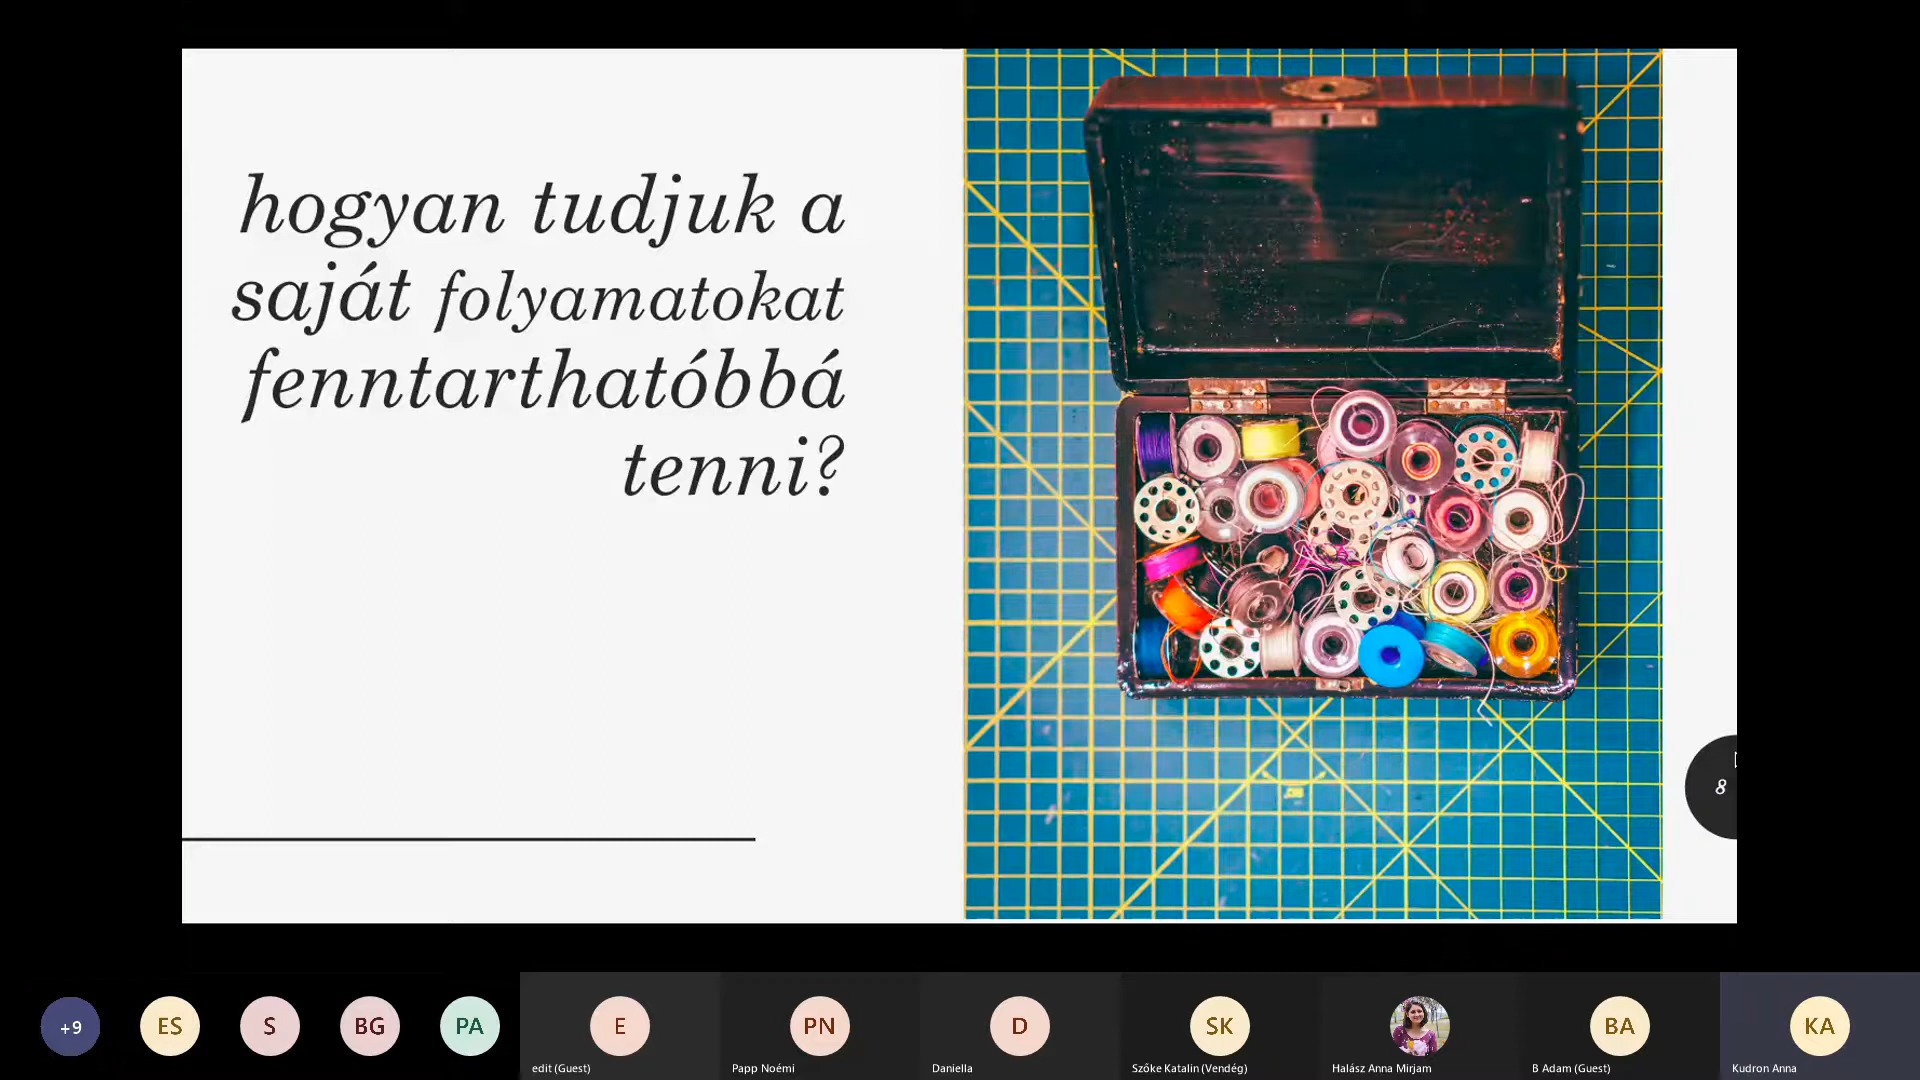 hogyan tudjuk a
saját folyamatokat
fenntarthatóbbá
tenni?
8
+9
ES
S
BG
PA
E
edit (Guest)
PN
Papp Noémi
D
Daniella
SK
Szőke Katalin (Vendég)
Halász Anna Mirjam
BA
B Adam (Guest)
KA
Kudron Anna